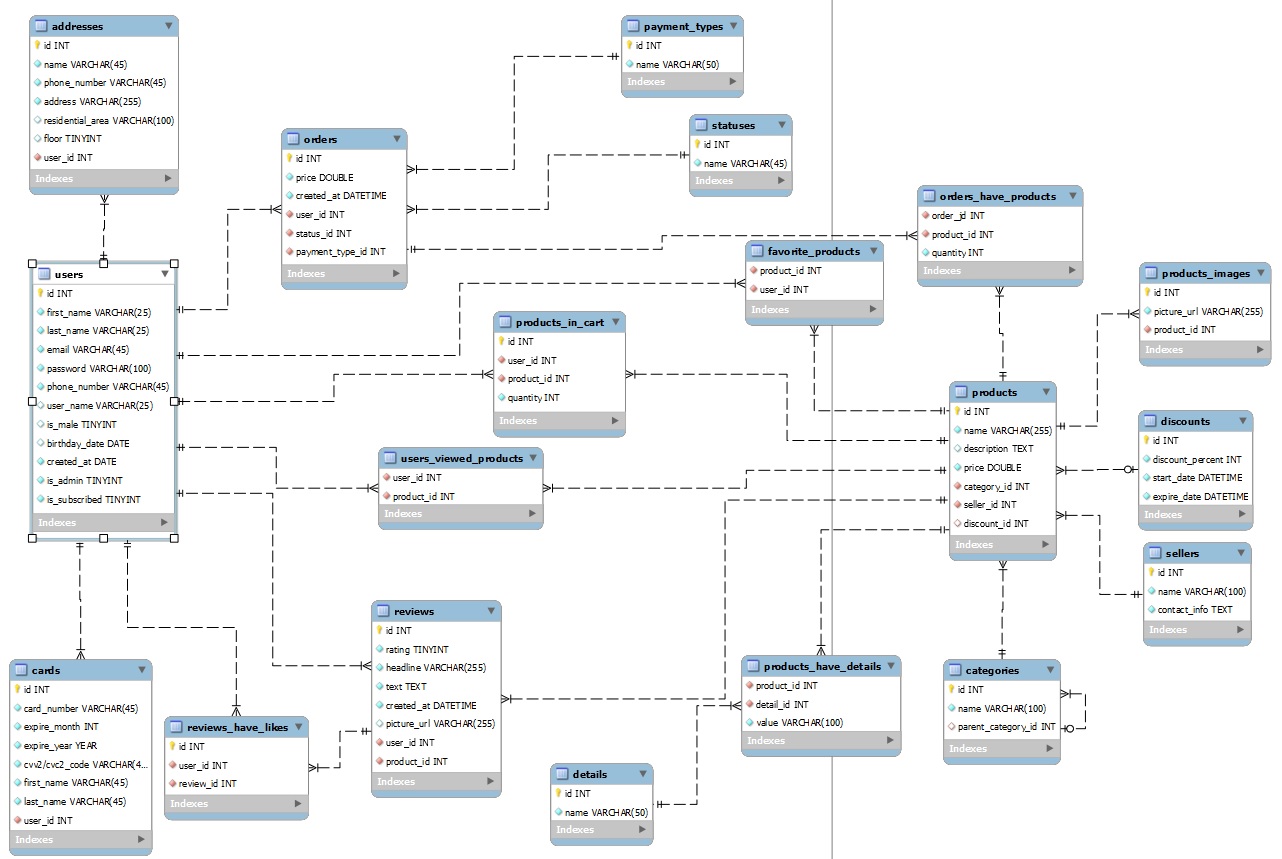 addresses
id INT
name VARCHAR(45)
phone_number VARCHAR(45)
address VARCHAR(255)
residential_area VARCHAR(100)
floor TINYINT
user_id INT
Indexes
payment_types
id INT
name VARCHAR(50)
Indexes
statuses
id INT
name VARCHAR(45)
Indexes
orders
id INT
price DOUBLE
created_at DATETIME
user_id INT
status_id INT
payment_type_id INT
Indexes
orders_have_products
order_id INT
product_id INT
quantity INT
Indexes
favorite_products
product_id INT
user_id INT
Indexes
products_images
id INT
picture_url VARCHAR(255)
product_id INT
Indexes
users
id INT
first_name VARCHAR(25)
last_name VARCHAR(25)
email VARCHAR(45)
password VARCHAR(100)
phone_number VARCHAR(45)
user_name VARCHAR(25)
is_male TINYINT
birthday_date DATE
created_at DATE
is_admin TINYINT
is_subscribed TINYINT
Indexes
products_in_cart
id INT
user_id INT
product_id INT
quantity INT
Indexes
products
id INT
name VARCHAR(255)
description TEXT
price DOUBLE
category_id INT
seller_id INT
discount_id INT
Indexes
discounts
id INT
discount_percent INT
start_date DATETIME
expire_date DATETIME
Indexes
users_viewed_products
user_id INT
product_id INT
Indexes
sellers
id INT
name VARCHAR(100)
contact_info TEXT
Indexes
reviews
id INT
rating TINYINT
headline VARCHAR(255)
text TEXT
created_at DATETIME
picture_url VARCHAR(255)
user_id INT
product_id INT
Indexes
products_have_details
product_id INT
detail_id INT
value VARCHAR(100)
Indexes
categories
id INT
name VARCHAR(100)
parent_category_id INT
Indexes
cards
id INT
card_number VARCHAR(45)
expire_month INT
expire_year YEAR
cvv2/cvc2_code VARCHAR(4...
first_name VARCHAR(45)
last_name VARCHAR(45)
user_id INT
Indexes
reviews_have_likes
id INT
user_id INT
review_id INT
Indexes
details
id INT
name VARCHAR(50)
Indexes